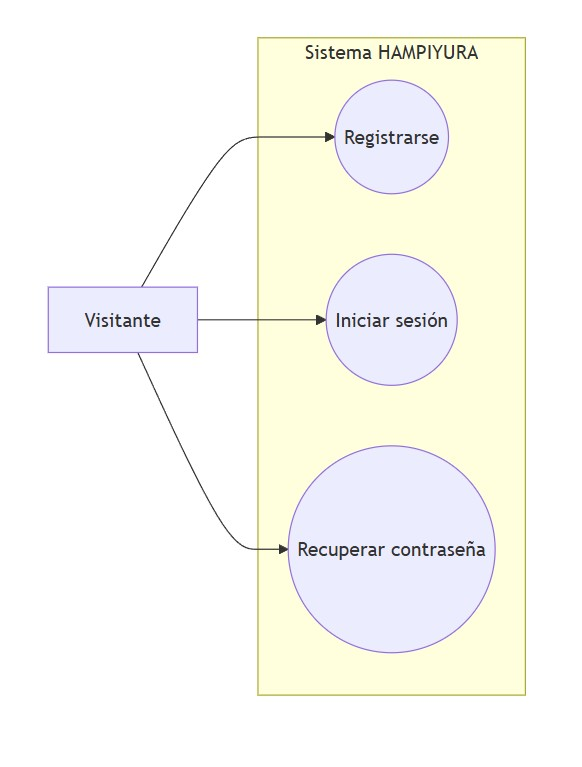 Sistema HAMPIYURA
Registrarse
Visitante
Iniciar sesión
Recuperar contraseña